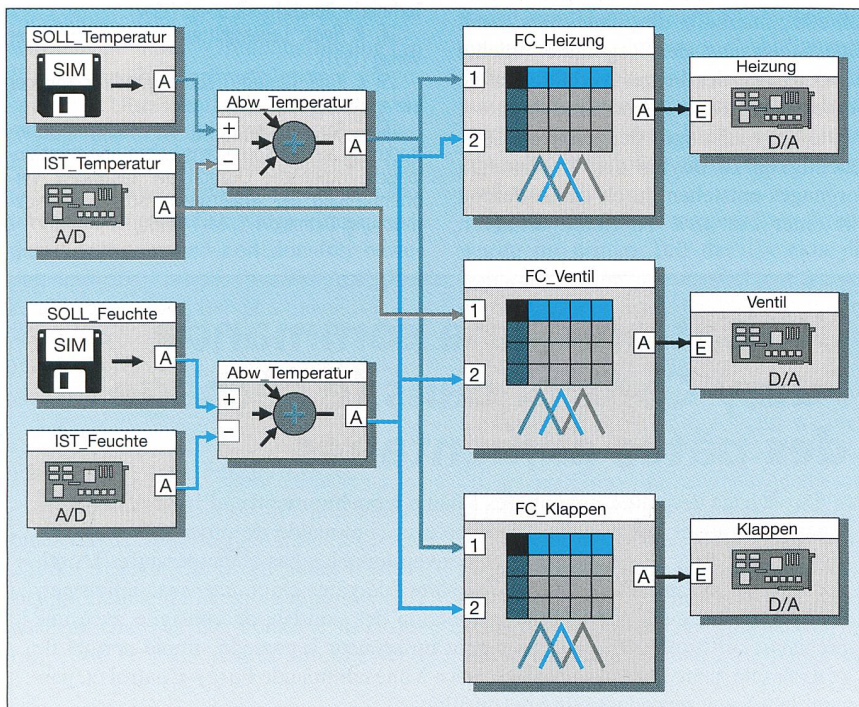 SOLL_Temperatur
SIM
A
IST_Temperatur
A/D
A
Abw_Temperatur
+
−
A
SOLL_Feuchte
SIM
A
IST_Feuchte
A/D
A
Abw_Temperatur
+
−
A
FC_Heizung
1
2
A
Heizung
E
D/A
FC_Ventil
1
2
A
Ventil
E
D/A
FC_Klappen
1
2
A
Klappen
E
D/A